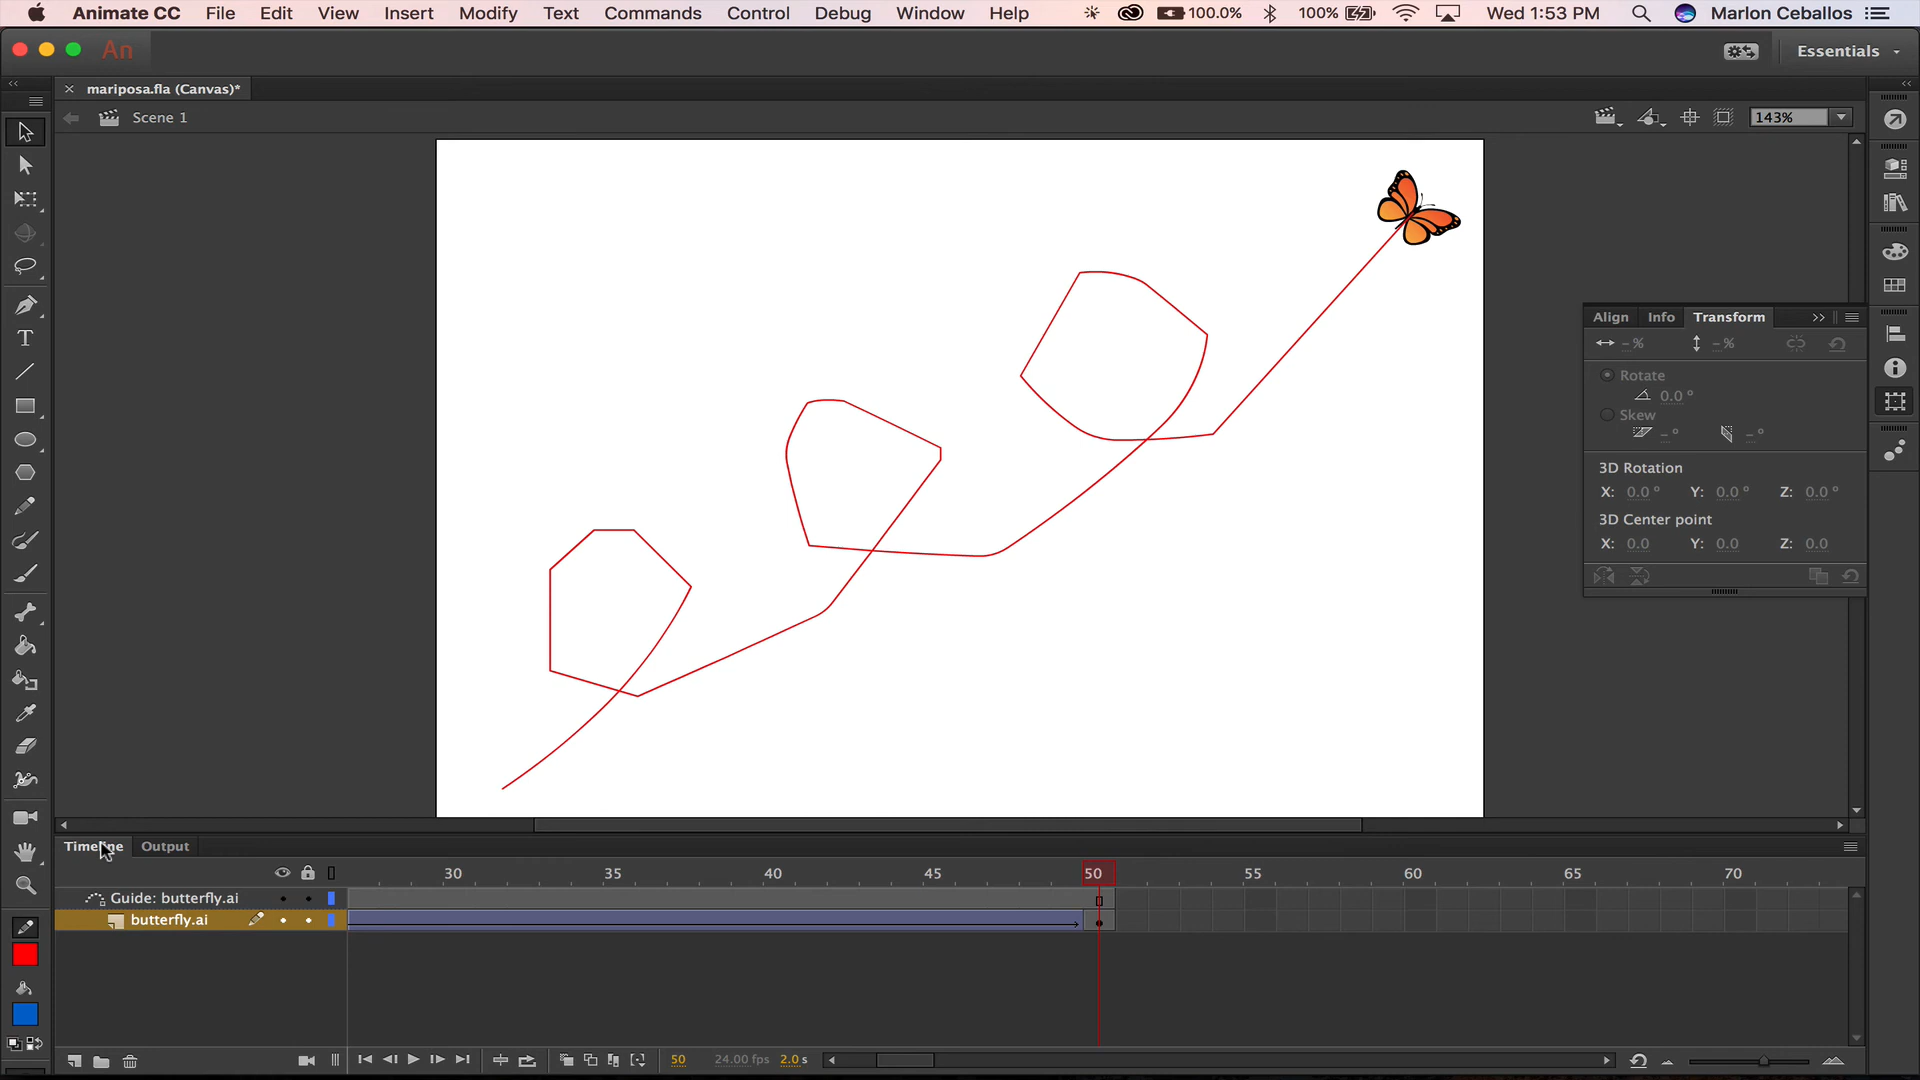 Animate CC File Edit View Insert Modify Text Commands Control Debug Window Help 100.0% 100% Wed 1:53 PM Marlon Ceballos
An Essentials
mariposa.fla (Canvas)*
Scene 1 143%
Align Info Transform
-% -%
Rotate
0.0°
Skew
-° -°
3D Rotation
X: 0.0° Y: 0.0° Z: 0.0°
3D Center point
X: 0.0 Y: 0.0 Z: 0.0
T
Timeline Output
30 35 40 45 50 55 60 65 70
Guide: butterfly.ai
butterfly.ai
50 24.00 fps 2.0 s